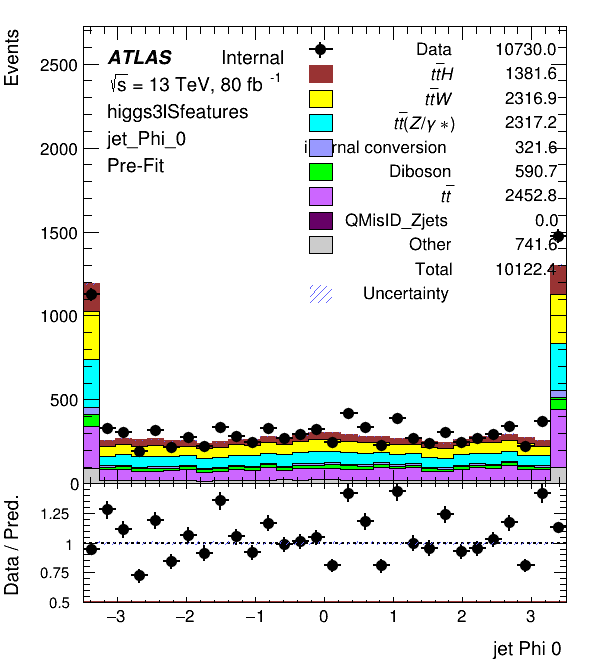 Events
2500
2000
1500
1000
500
0
ATLAS Internal
√s = 13 TeV, 80 fb -1
higgs3lSfeatures
jet_Phi_0
Pre-Fit
Data 10730.0
tt̅H 1381.6
tt̅W 2316.9
tt̅(Z/γ *) 2317.2
internal conversion 321.6
Diboson 590.7
tt̅ 2452.8
QMisID_Zjets 0.0
Other 741.6
Total 10122.4
Uncertainty
Data / Pred.
1.25
1
0.75
0.5
−3 −2 −1 0 1 2 3
jet Phi 0